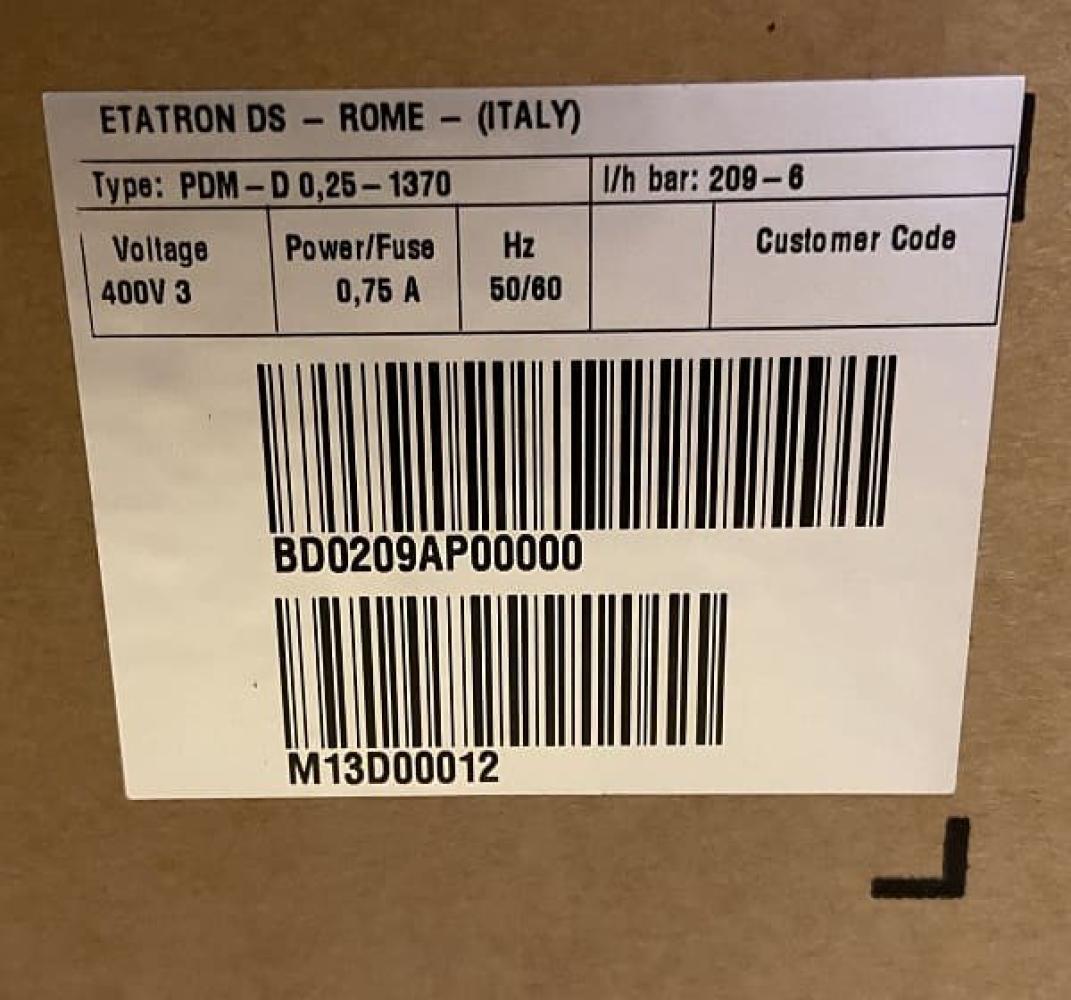 ETATRON DS – ROME – (ITALY)
Type: PDM – D 0,25 – 1370 l/h bar: 209 – 6
Voltage Power/Fuse Hz Customer Code
400V 3 0,75 A 50/60
BD0209AP00000
M13D00012